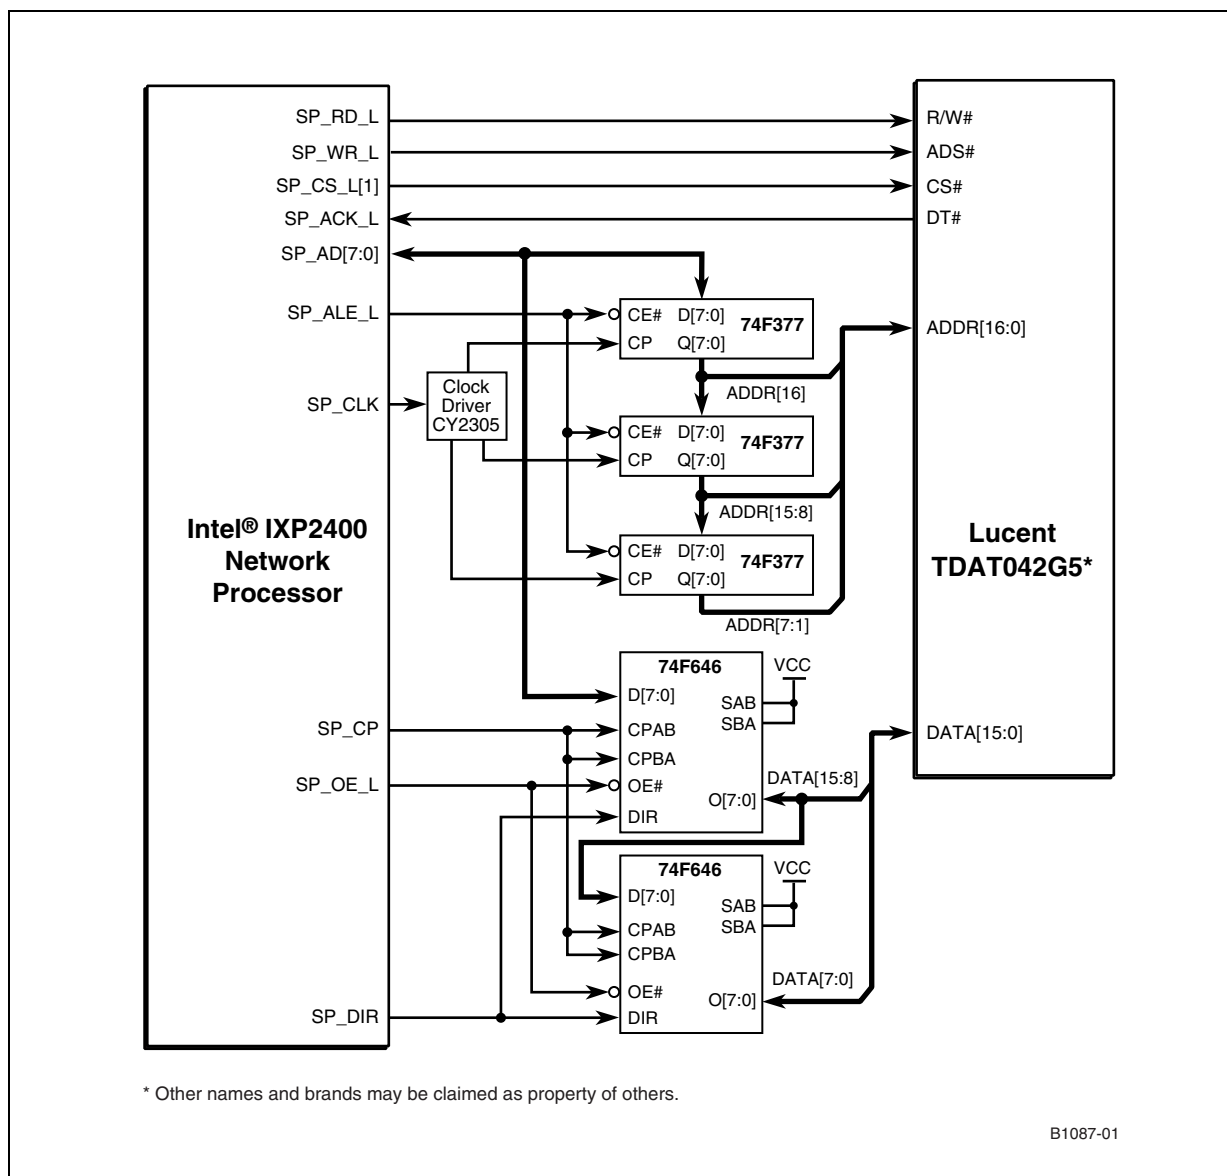 SP_RD_L
SP_WR_L
SP_CS_L[1]
SP_ACK_L
SP_AD[7:0]
SP_ALE_L
SP_CLK
Intel® IXP2400
Network
Processor
SP_CP
SP_OE_L
SP_DIR
Clock
Driver
CY2305
CE# D[7:0] 74F377
CP Q[7:0]
ADDR[16]
CE# D[7:0] 74F377
CP Q[7:0]
ADDR[15:8]
CE# D[7:0] 74F377
CP Q[7:0]
ADDR[7:1]
74F646
D[7:0]
CPAB
CPBA
OE#
DIR
SAB
SBA
O[7:0]
VCC
DATA[15:8]
74F646
D[7:0]
CPAB
CPBA
OE#
DIR
SAB
SBA
O[7:0]
VCC
DATA[7:0]
R/W#
ADS#
CS#
DT#
ADDR[16:0]
Lucent
TDAT042G5*
DATA[15:0]
* Other names and brands may be claimed as property of others.
B1087-01